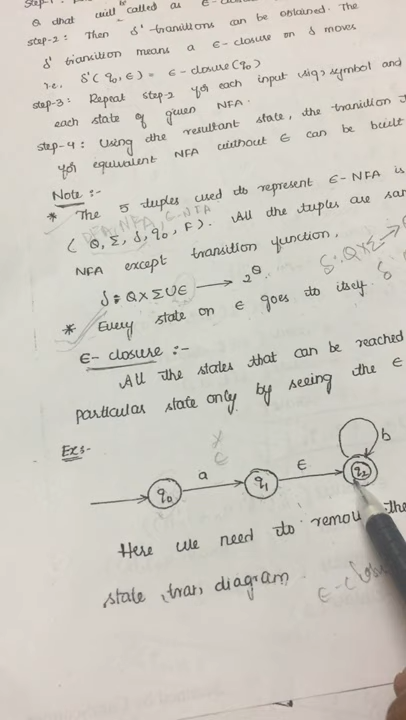 Q that will be called as ε-
step-2: Then δ' transitions can be obtained. The
δ' transition means a ε-closure on δ moves
i.e, δ'(q0, ε) = ε-closure(q0)
step-3: Repeat step-2 for each input symbol and
each state of given NFA.
step-4: Using the resultant state, the transition
for equivalent NFA without ε can be built
Note:-
* The 5 tuples used to represent ε-NFA is
(Q, Σ, δ, q0, F). All the tuples are
NFA except transition function.
δ: Q×Σ∪ε → 2^Q
* Every state on ε goes to itself.
ε-closure:-
All the states that can be reached
particular state only by seeing the ε
Ex:-
q0 a q1 ε q2 b
Here we need to the
state, tran, diagram.